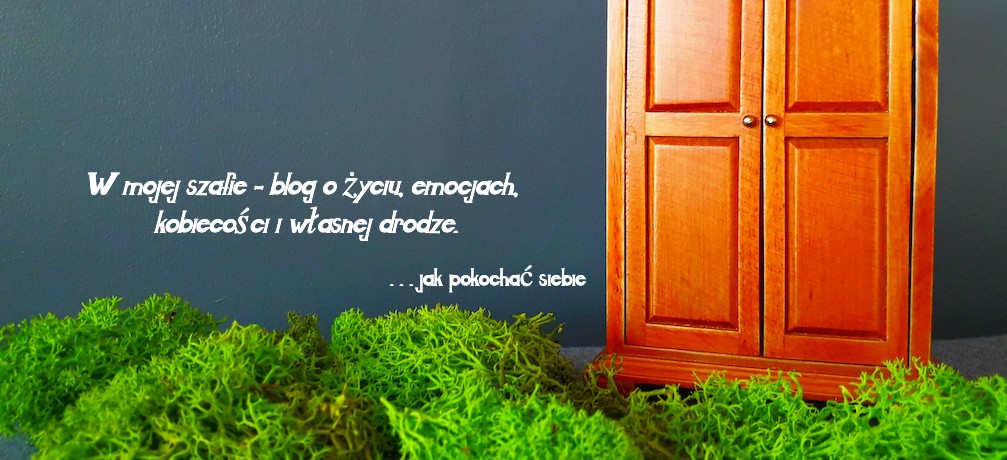 W mojej szafie - blog o życiu, emocjach,
kobiecości i własnej drodze.
...jak pokochać siebie